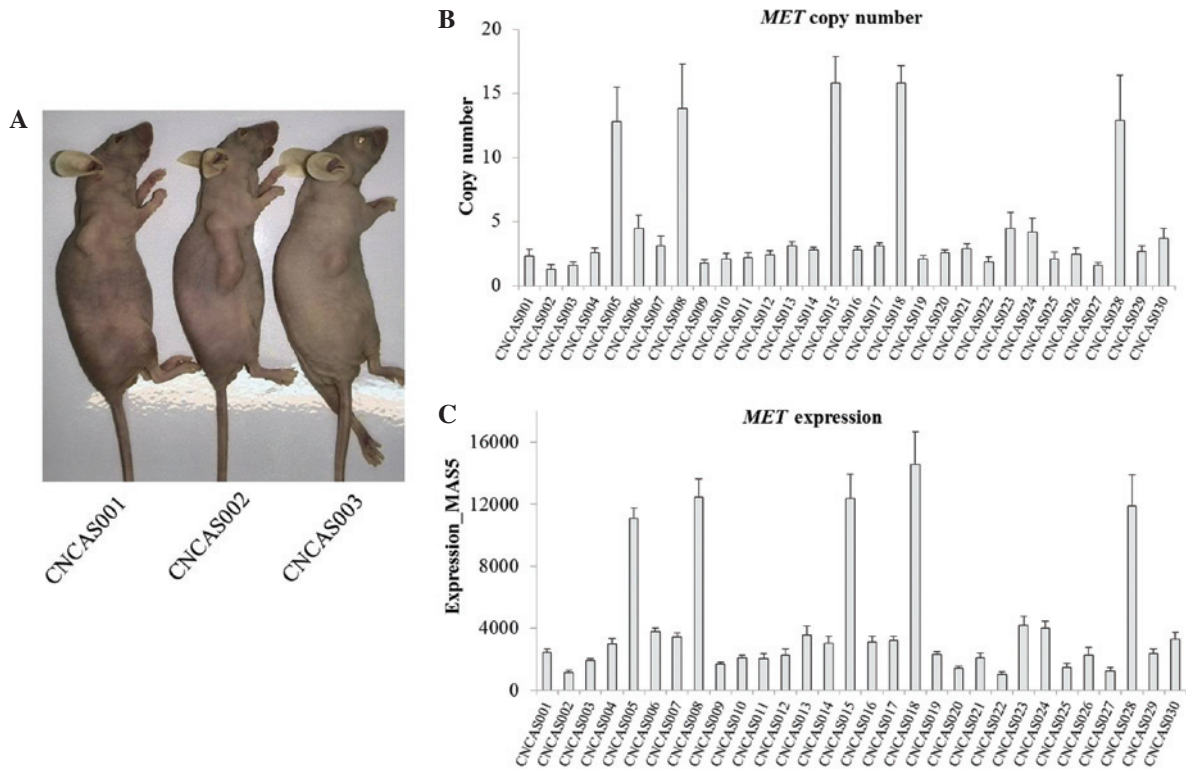 A
CNCAS001
CNCAS002
CNCAS003
B
MET copy number
Copy number
20
15
10
5
0
CNCAS001
CNCAS002
CNCAS003
CNCAS004
CNCAS005
CNCAS006
CNCAS007
CNCAS008
CNCAS009
CNCAS010
CNCAS011
CNCAS012
CNCAS013
CNCAS014
CNCAS015
CNCAS016
CNCAS017
CNCAS018
CNCAS019
CNCAS020
CNCAS021
CNCAS022
CNCAS023
CNCAS024
CNCAS025
CNCAS026
CNCAS027
CNCAS028
CNCAS029
CNCAS030
C
MET expression
Expression_MAS5
16000
12000
8000
4000
0
CNCAS001
CNCAS002
CNCAS003
CNCAS004
CNCAS005
CNCAS006
CNCAS007
CNCAS008
CNCAS009
CNCAS010
CNCAS011
CNCAS012
CNCAS013
CNCAS014
CNCAS015
CNCAS016
CNCAS017
CNCAS018
CNCAS019
CNCAS020
CNCAS021
CNCAS022
CNCAS023
CNCAS024
CNCAS025
CNCAS026
CNCAS027
CNCAS028
CNCAS029
CNCAS030